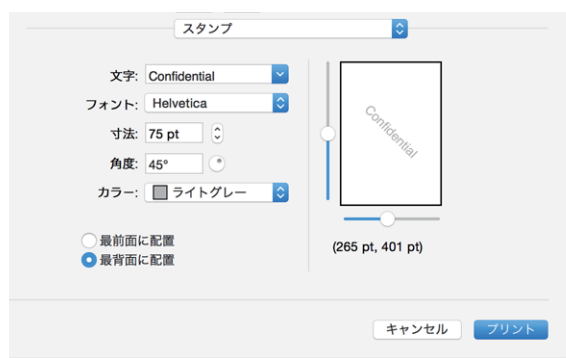 スタンプ
文字: Confidential
フォント: Helvetica
寸法: 75 pt
角度: 45°
カラー: ライトグレー
最前面に配置
最背面に配置
Confidential
(265 pt, 401 pt)
キャンセル
プリント